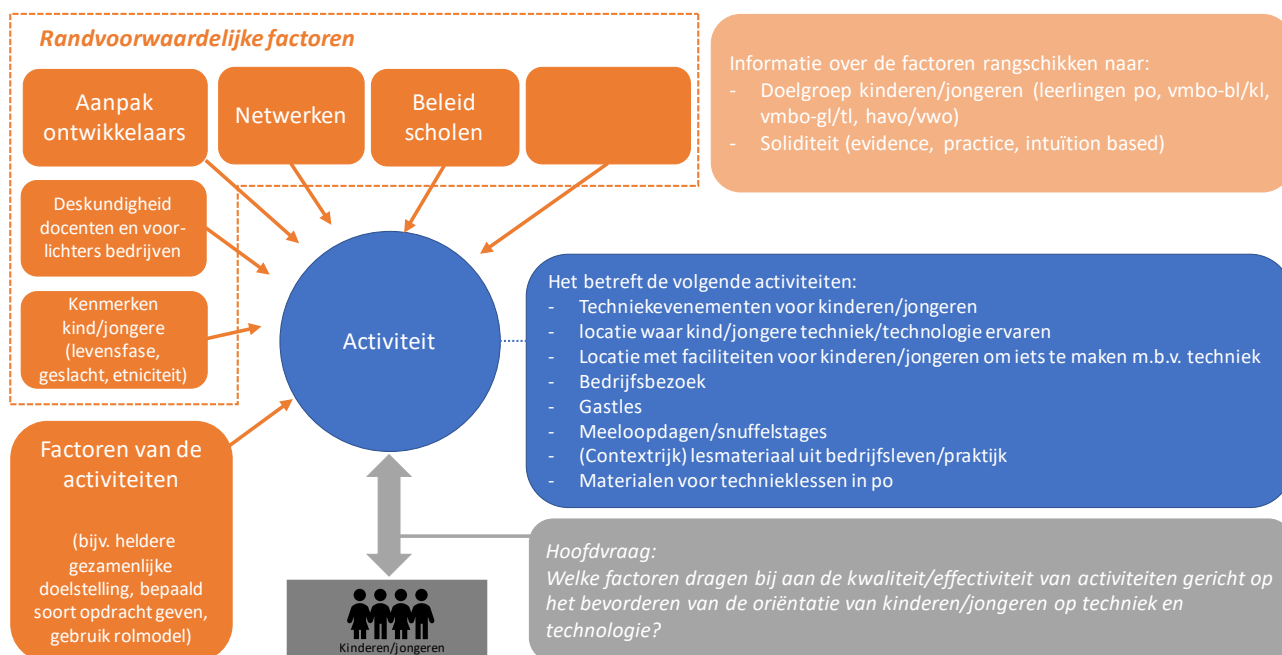 Randvoorwaardelijke factoren
Aanpak
ontwikkelaars
Netwerken
Beleid
scholen
Informatie over de factoren rangschikken naar:
- Doelgroep kinderen/jongeren (leerlingen po, vmbo-bl/kl,
vmbo-gl/tl, havo/vwo)
- Soliditeit (evidence, practice, intuïtion based)
Deskundigheid
docenten en voor-
lichters bedrijven
Kenmerken
kind/jongere
(levensfase,
geslacht, etniciteit)
Activiteit
Het betreft de volgende activiteiten:
- Techniekevenementen voor kinderen/jongeren
- locatie waar kind/jongere techniek/technologie ervaren
- Locatie met faciliteiten voor kinderen/jongeren om iets te maken m.b.v. techniek
- Bedrijfsbezoek
- Gastles
- Meeloopdagen/snuffelstages
- (Contextrijk) lesmateriaal uit bedrijfsleven/praktijk
- Materialen voor technieklessen in po
Factoren van de
activiteiten
(bijv. heldere
gezamenlijke
doelstelling, bepaald
soort opdracht geven,
gebruik rolmodel)
Hoofdvraag:
Welke factoren dragen bij aan de kwaliteit/effectiviteit van activiteiten gericht op
het bevorderen van de oriëntatie van kinderen/jongeren op techniek en
technologie?
Kinderen/jongeren